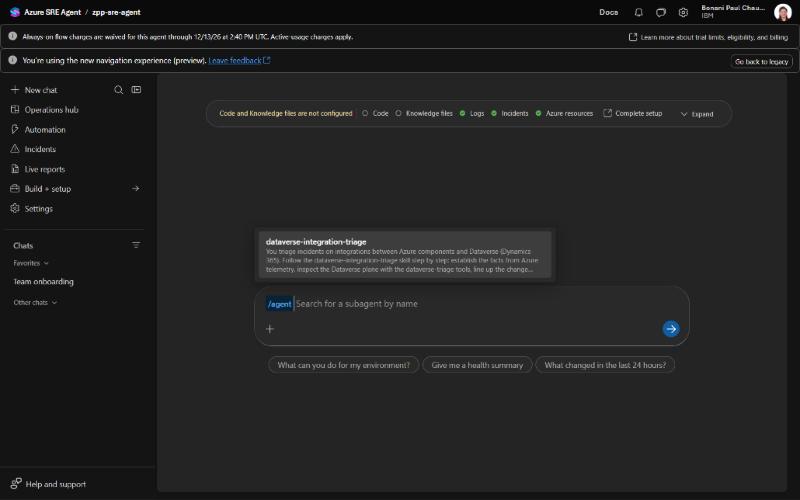 Azure SRE Agent / zpp-sre-agent
Docs
Bonani Paul Chau...
IBM
Always-on flow charges are waived for this agent through 12/13/26 at 2:40 PM UTC. Active-usage charges apply.
Learn more about trial limits, eligibility, and billing
You're using the new navigation experience (preview). Leave feedback
Go back to legacy
New chat
Operations hub
Automation
Incidents
Live reports
Build + setup
Settings
Chats
Favorites
Team onboarding
Other chats
Help and support
Code and Knowledge files are not configured
Code
Knowledge files
Logs
Incidents
Azure resources
Complete setup
Expand
dataverse-integration-triage
You triage incidents on integrations between Azure components and Dataverse (Dynamics
365). Follow the dataverse-integration-triage skill step by step: establish the facts from Azure
telemetry, inspect the Dataverse plane with the dataverse-triage tools, line up the change...
/agent Search for a subagent by name
What can you do for my environment?
Give me a health summary
What changed in the last 24 hours?